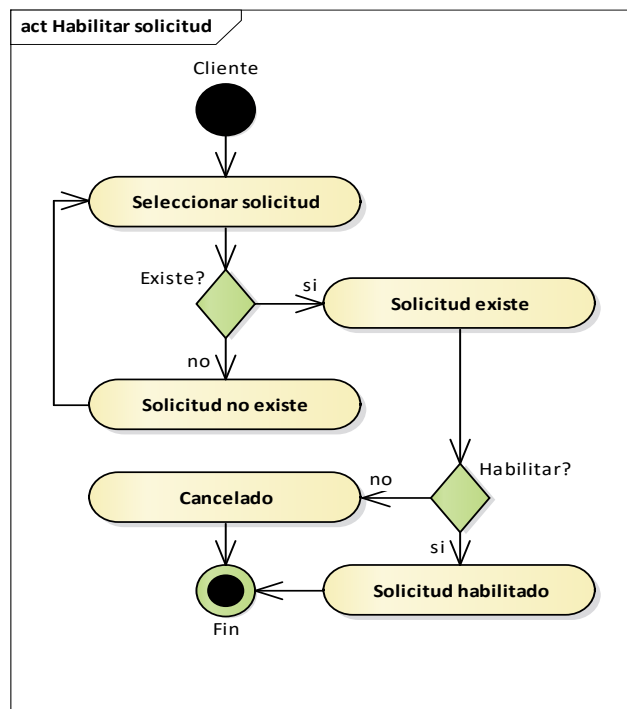 act Habilitar solicitud
Cliente
Seleccionar solicitud
Existe?
si
Solicitud existe
no
Solicitud no existe
Habilitar?
no
Cancelado
si
Solicitud habilitado
Fin